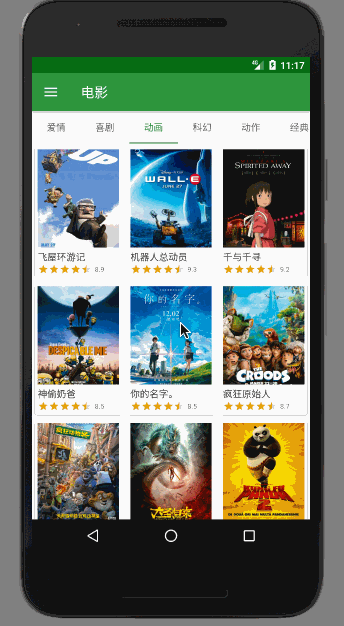 4G 11:17
电影
爱情 喜剧 动画 科幻 动作 经典
UP
WALL·E
JUNE 27
SPIRITED AWAY
飞屋环游记 机器人总动员 千与千寻
8.9 9.3 9.2
DESPICABLE ME
你的名字。
12.02
THE CROODS
神偷奶爸 你的名字。 疯狂原始人
8.5 8.5 8.7
疯狂动物城
大圣归来
KUNG FU PANDA 2